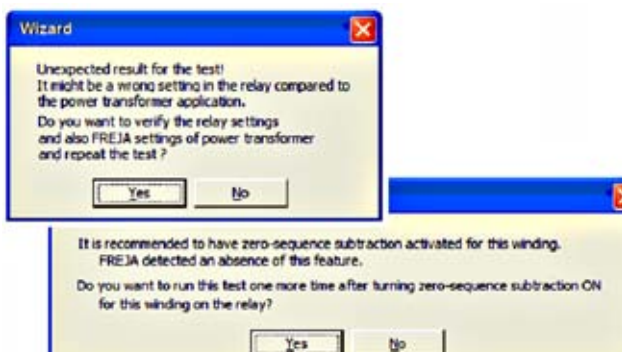 Wizard
Unexpected result for the test!
It might be a wrong setting in the relay compared to
the power transformer application.
Do you want to verify the relay settings
and also FREJA settings of power transformer
and repeat the test ?
Yes No
It is recommended to have zero-sequence subtraction activated for this winding.
FREJA detected an absence of this feature.
Do you want to run this test one more time after turning zero-sequence subtraction ON
for this winding on the relay?
Yes No